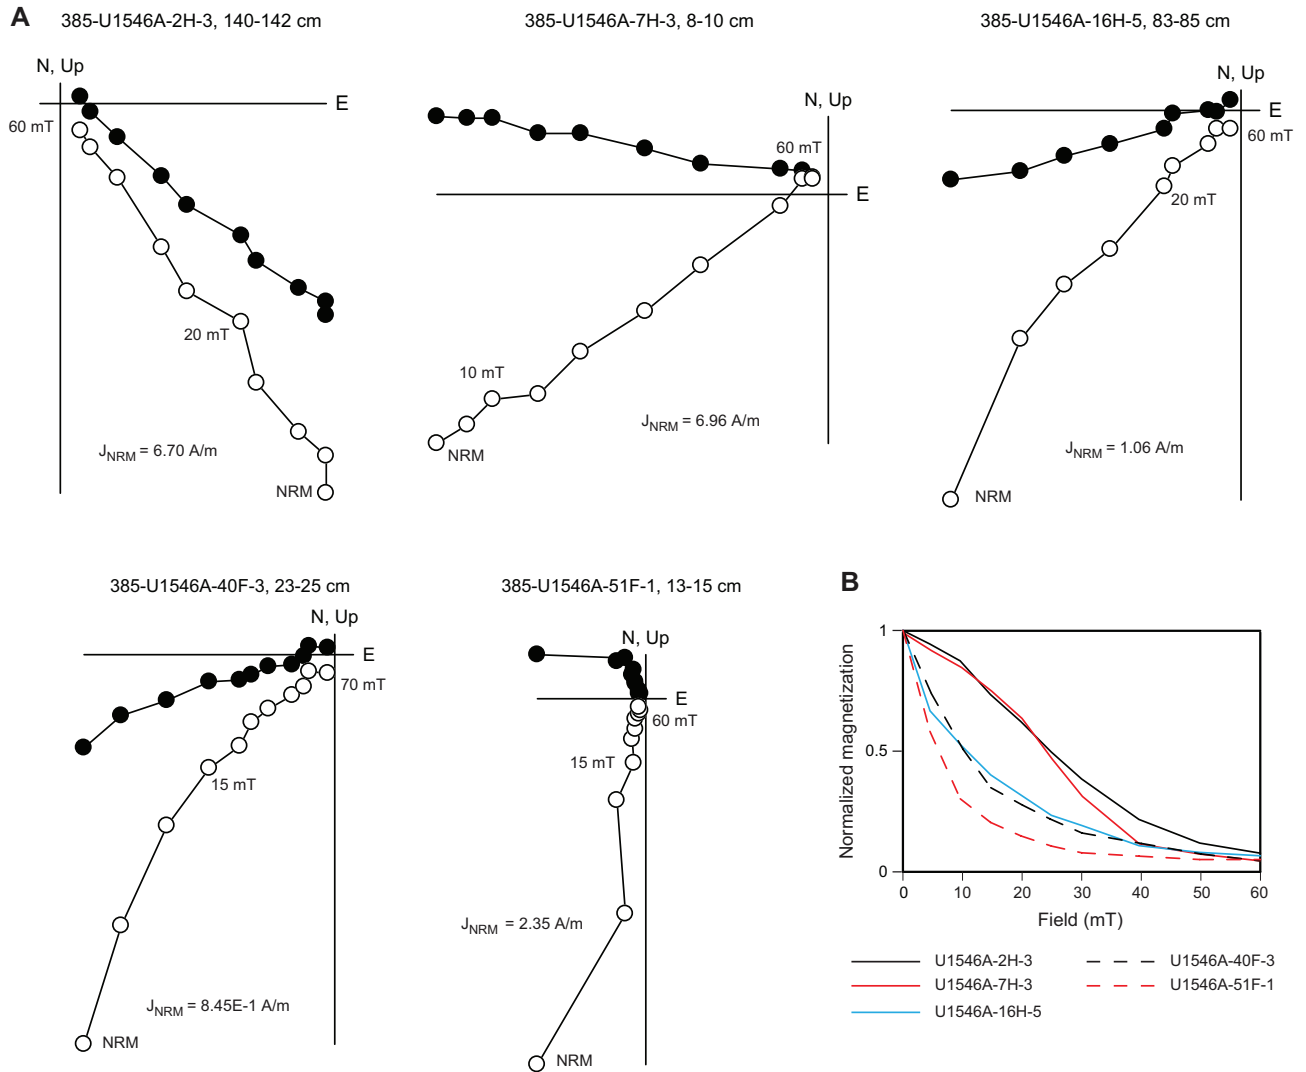 A
385-U1546A-2H-3, 140-142 cm
N, Up
E
60 mT
20 mT
JNRM = 6.70 A/m
NRM
385-U1546A-7H-3, 8-10 cm
N, Up
60 mT
E
10 mT
NRM
JNRM = 6.96 A/m
385-U1546A-16H-5, 83-85 cm
N, Up
E
60 mT
20 mT
JNRM = 1.06 A/m
NRM
385-U1546A-40F-3, 23-25 cm
N, Up
E
70 mT
15 mT
JNRM = 8.45E-1 A/m
NRM
385-U1546A-51F-1, 13-15 cm
N, Up
E
60 mT
15 mT
JNRM = 2.35 A/m
NRM
B
Normalized magnetization
1
0.5
0
0 10 20 30 40 50 60
Field (mT)
U1546A-2H-3
U1546A-7H-3
U1546A-16H-5
U1546A-40F-3
U1546A-51F-1